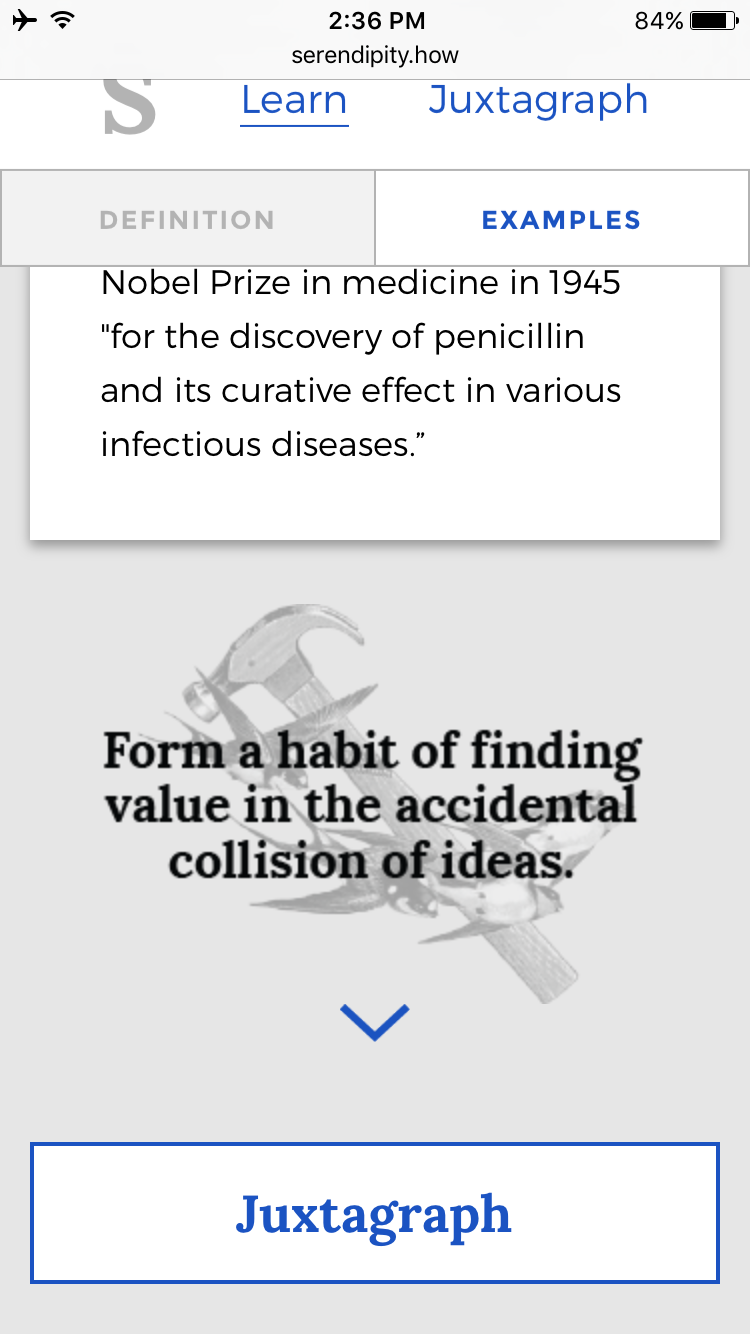 2:36 PM
84%
serendipity.how
S
Learn
Juxtagraph
DEFINITION
EXAMPLES
Nobel Prize in medicine in 1945
"for the discovery of penicillin
and its curative effect in various
infectious diseases.”
Form a habit of finding
value in the accidental
collision of ideas.
Juxtagraph